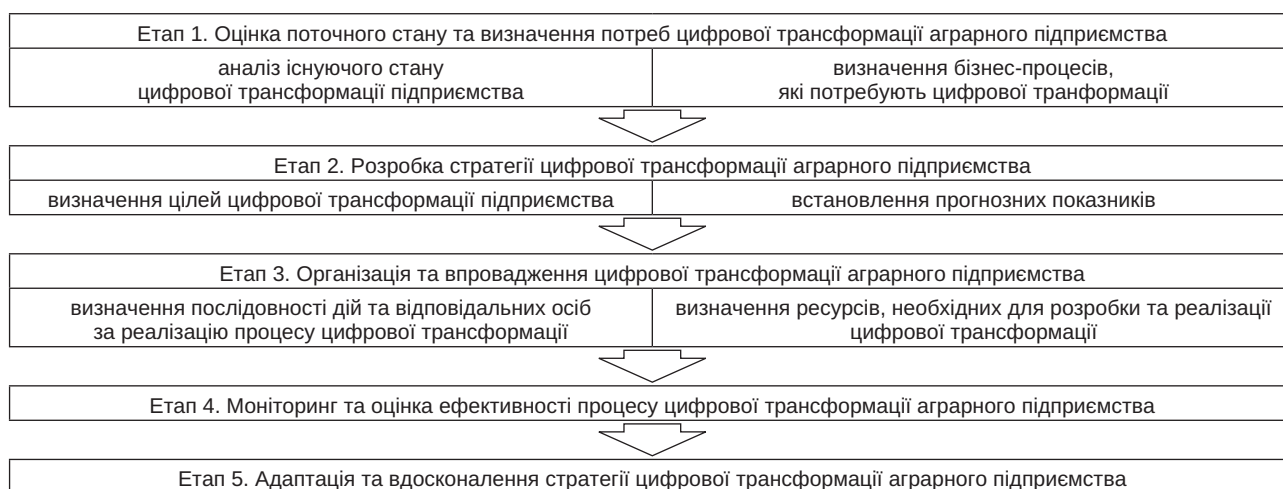 Етап 1. Оцінка поточного стану та визначення потреб цифрової трансформації аграрного підприємства
аналіз існуючого стану
цифрової трансформації підприємства
визначення бізнес-процесів,
які потребують цифрової транформації
Етап 2. Розробка стратегії цифрової трансформації аграрного підприємства
визначення цілей цифрової трансформації підприємства
встановлення прогнозних показників
Етап 3. Організація та впровадження цифрової трансформації аграрного підприємства
визначення послідовності дій та відповідальних осіб
за реалізацію процесу цифрової трансформації
визначення ресурсів, необхідних для розробки та реалізації
цифрової трансформації
Етап 4. Моніторинг та оцінка ефективності процесу цифрової трансформації аграрного підприємства
Етап 5. Адаптація та вдосконалення стратегії цифрової трансформації аграрного підприємства